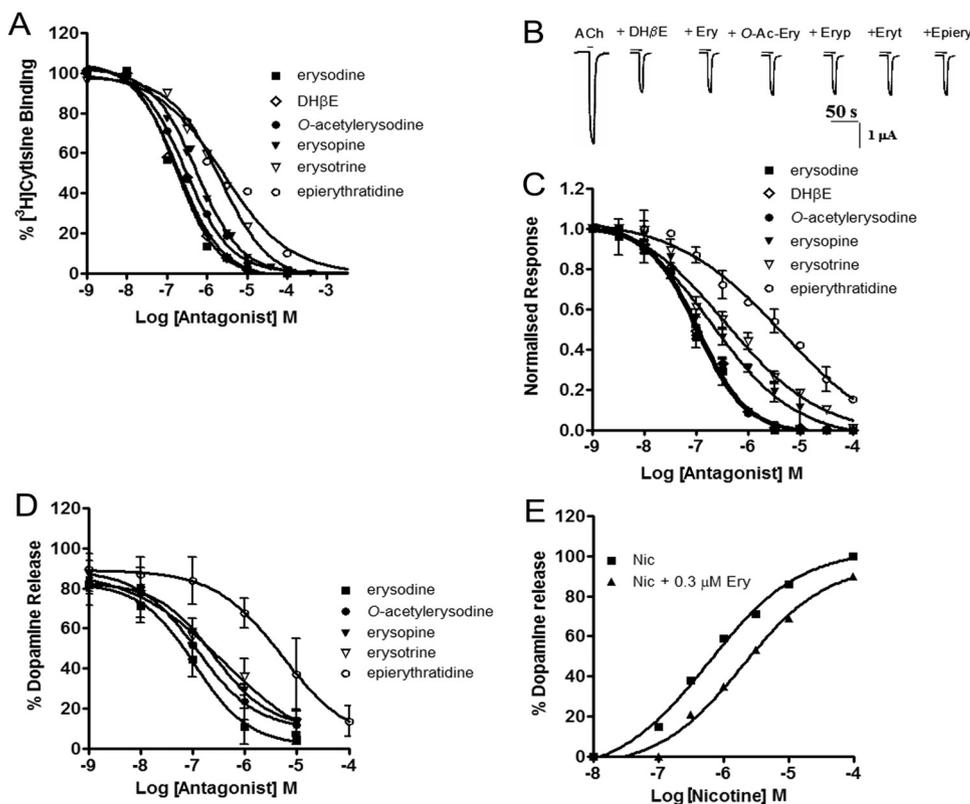 A
120
100
80
60
40
20
0
% [³H]Cytisine Binding
-9 -8 -7 -6 -5 -4 -3
Log [Antagonist] M
erysodine
DHβE
O-acetylerysodine
erysopine
erysotrine
epierythratidine
B
ACh + DHβE + Ery + O-Ac-Ery + Eryp +Eryt +Epiery
50 s
1 μA
C
1.2
1.0
0.8
0.6
0.4
0.2
0.0
Normalised Response
-9 -8 -7 -6 -5 -4
Log [Antagonist] M
erysodine
DHβE
O-acetylerysodine
erysopine
erysotrine
epierythratidine
D
120
100
80
60
40
20
0
% Dopamine Release
-9 -8 -7 -6 -5 -4
Log [Antagonist] M
erysodine
O-acetylerysodine
erysopine
erysotrine
epierythratidine
E
120
100
80
60
40
20
0
% Dopamine release
-8 -7 -6 -5 -4
Log [Nicotine] M
Nic
Nic + 0.3 μM Ery